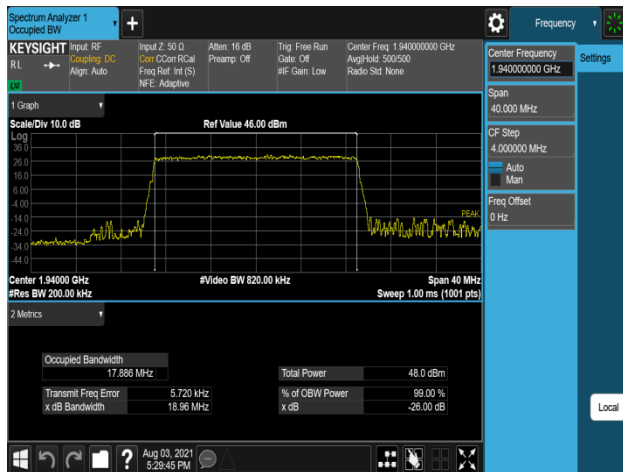 Spectrum Analyzer 1
Occupied BW
+
Frequency
KEYSIGHT
RL
Input: RF
Coupling: DC
Align: Auto
Input Z: 50 Ω
Corr CCorr RCal
Freq Ref: Int (S)
NFE: Adaptive
Atten: 16 dB
Preamp: Off
Trig: Free Run
Gate: Off
#IF Gain: Low
Center Freq: 1.940000000 GHz
Avg|Hold: 500/500
Radio Std: None
Center Frequency
1.940000000 GHz
Settings
Span
40.000 MHz
CF Step
4.000000 MHz
Auto
Man
Freq Offset
0 Hz
1 Graph
Scale/Div 10.0 dB
Ref Value 46.00 dBm
Log
36.0
26.0
16.0
6.00
-4.00
-14.0
-24.0
-34.0
-44.0
PEAK
Center 1.94000 GHz
#Video BW 820.00 kHz
Span 40 MHz
#Res BW 200.00 kHz
Sweep 1.00 ms (1001 pts)
2 Metrics
Occupied Bandwidth
17.886 MHz
Total Power
48.0 dBm
Transmit Freq Error
5.720 kHz
% of OBW Power
99.00 %
x dB Bandwidth
18.96 MHz
x dB
-26.00 dB
Local
?
Aug 03, 2021
5:29:45 PM